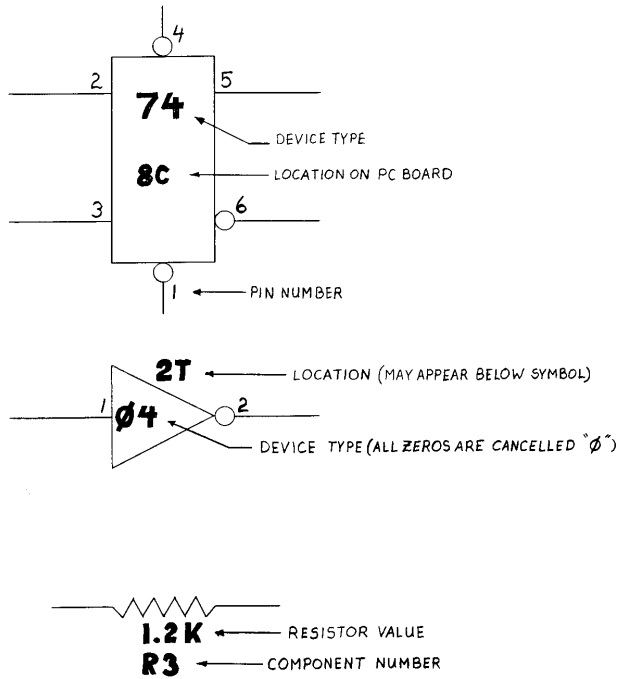 4
2 5
74
DEVICE TYPE
8C LOCATION ON PC BOARD
3 6
1 PIN NUMBER
2T LOCATION (MAY APPEAR BELOW SYMBOL)
1 Ø4 2
DEVICE TYPE (ALL ZEROS ARE CANCELLED "Ø")
1.2K RESISTOR VALUE
R3 COMPONENT NUMBER